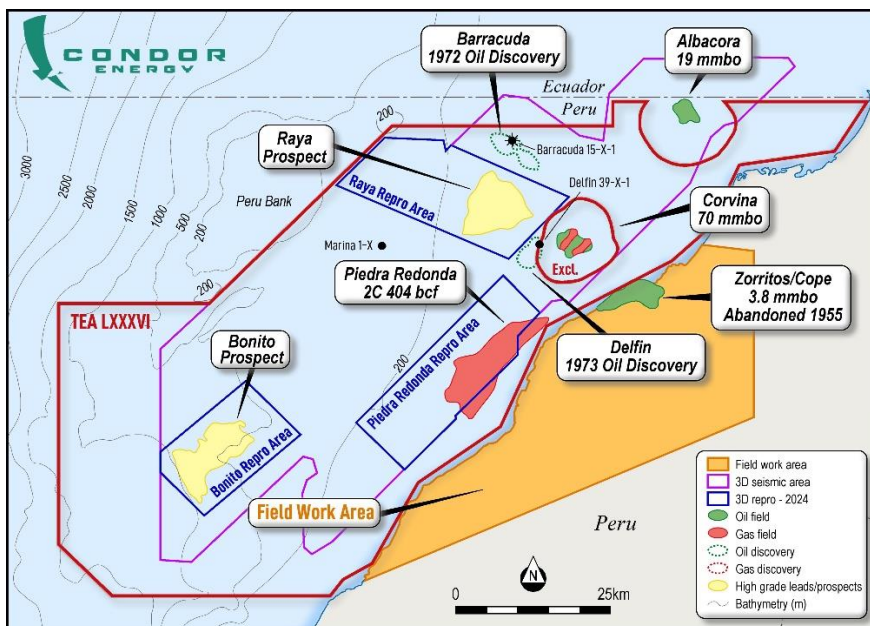 CONDOR
ENERGY
Barracuda
1972 Oil Discovery
Albacora
19 mmbo
Ecuador
Peru
200
3000
2500
2000
1500
1000
500
200
Raya
Prospect
Barracuda 15-X-1
Raya Repro Area
Peru Bank
Delfin 39-X-1
Corvina
70 mmbo
Marina 1-X
Excl.
Piedra Redonda
2C 404 bcf
Zorritos/Cope
3.8 mmbo
Abandoned 1955
200
TEA LXXXVI
Bonito
Prospect
200
Delfin
1973 Oil Discovery
Piedra Redonda Repro Area
Bonito Repro Area
Field Work Area
Peru
N
0
25km
Field work area
3D seismic area
3D repro - 2024
Oil field
Gas field
Oil discovery
Gas discovery
High grade leads/prospects
Bathymetry (m)